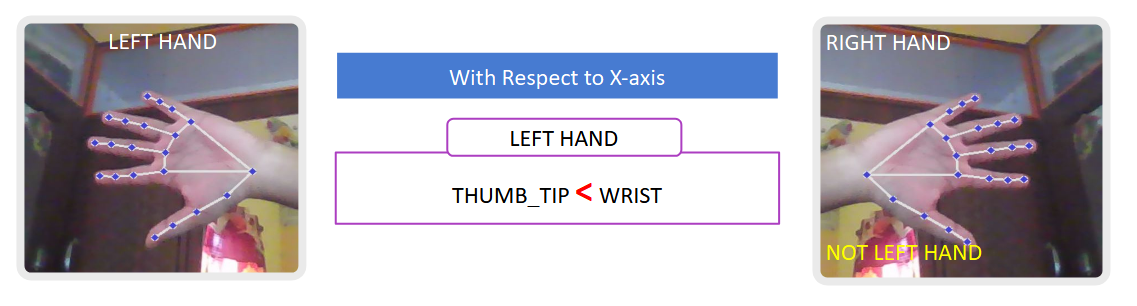 LEFT HAND
With Respect to X-axis
LEFT HAND
THUMB_TIP < WRIST
RIGHT HAND
NOT LEFT HAND